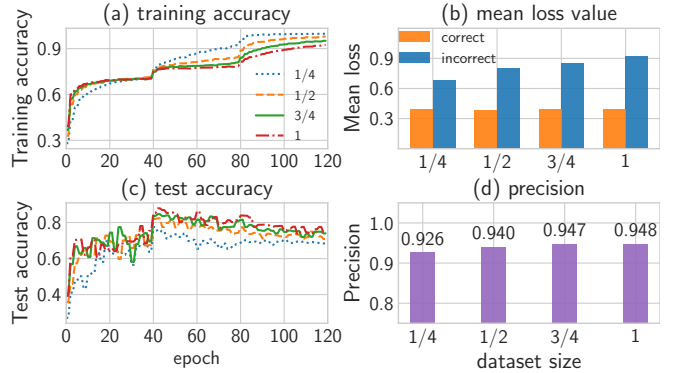 (a) training accuracy
Training accuracy
0.9
0.6
0.3
0 20 40 60 80 100 120
1/4
1/2
3/4
1
(b) mean loss value
Mean loss
0.9
0.6
0.3
correct
incorrect
1/4 1/2 3/4 1
(c) test accuracy
Test accuracy
0.8
0.6
0.4
0 20 40 60 80 100 120
epoch
(d) precision
Precision
1.0
0.9
0.8
0.926 0.940 0.947 0.948
1/4 1/2 3/4 1
dataset size